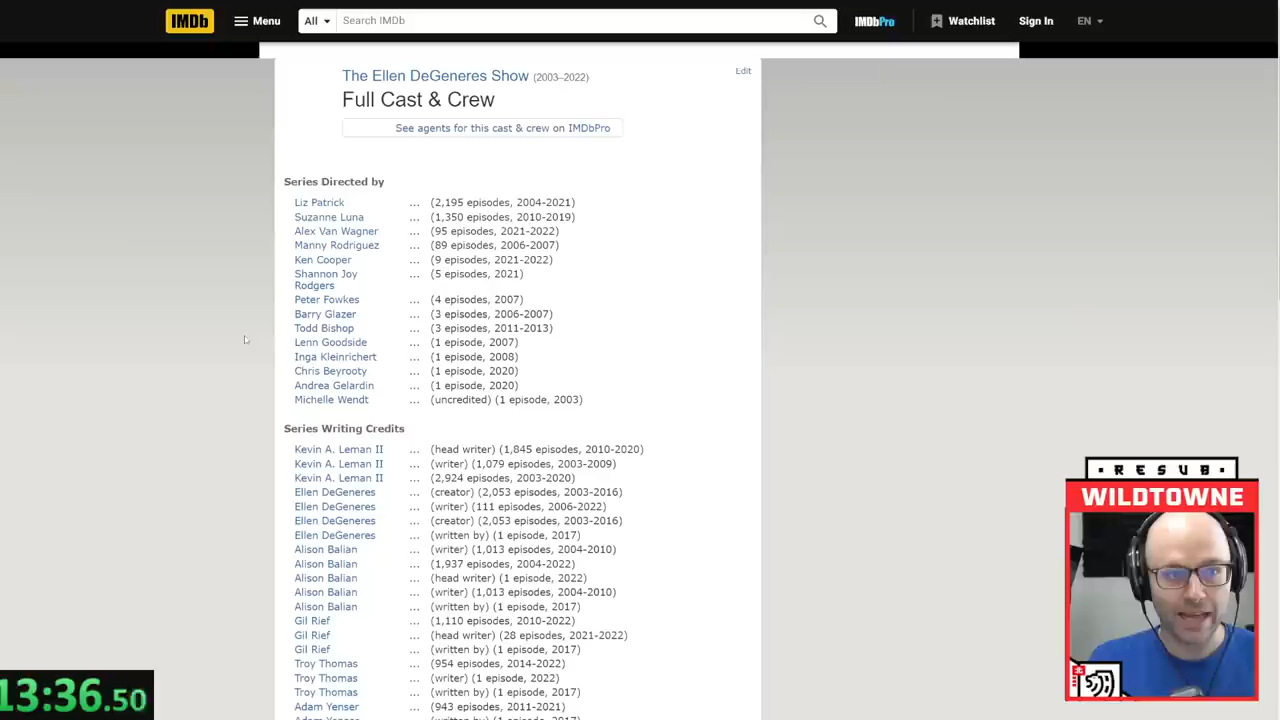 IMDb Menu All Search IMDb IMDbPro Watchlist Sign In EN
The Ellen DeGeneres Show (2003–2022) Edit
Full Cast & Crew
See agents for this cast & crew on IMDbPro
Series Directed by
Liz Patrick ... (2,195 episodes, 2004-2021)
Suzanne Luna ... (1,350 episodes, 2010-2019)
Alex Van Wagner ... (95 episodes, 2021-2022)
Manny Rodriguez ... (89 episodes, 2006-2007)
Ken Cooper ... (9 episodes, 2021-2022)
Shannon Joy ... (5 episodes, 2021)
Rodgers
Peter Fowkes ... (4 episodes, 2007)
Barry Glazer ... (3 episodes, 2006-2007)
Todd Bishop ... (3 episodes, 2011-2013)
Lenn Goodside ... (1 episode, 2007)
Inga Kleinrichert ... (1 episode, 2008)
Chris Beyrooty ... (1 episode, 2020)
Andrea Gelardin ... (1 episode, 2020)
Michelle Wendt ... (uncredited) (1 episode, 2003)
Series Writing Credits
Kevin A. Leman II ... (head writer) (1,845 episodes, 2010-2020)
Kevin A. Leman II ... (writer) (1,079 episodes, 2003-2009)
Kevin A. Leman II ... (2,924 episodes, 2003-2020)
Ellen DeGeneres ... (creator) (2,053 episodes, 2003-2016)
Ellen DeGeneres ... (writer) (111 episodes, 2006-2022)
Ellen DeGeneres ... (creator) (2,053 episodes, 2003-2016)
Ellen DeGeneres ... (written by) (1 episode, 2017)
Alison Balian ... (writer) (1,013 episodes, 2004-2010)
Alison Balian ... (1,937 episodes, 2004-2022)
Alison Balian ... (head writer) (1 episode, 2022)
Alison Balian ... (writer) (1,013 episodes, 2004-2010)
Alison Balian ... (written by) (1 episode, 2017)
Gil Rief ... (1,110 episodes, 2010-2022)
Gil Rief ... (head writer) (28 episodes, 2021-2022)
Gil Rief ... (written by) (1 episode, 2017)
Troy Thomas ... (954 episodes, 2014-2022)
Troy Thomas ... (writer) (1 episode, 2022)
Troy Thomas ... (written by) (1 episode, 2017)
Adam Yenser ... (943 episodes, 2011-2021)
Adam Yenser ... (written by) (1 episode, 2017)
RESUB
WILDTOWNE
13:36.50